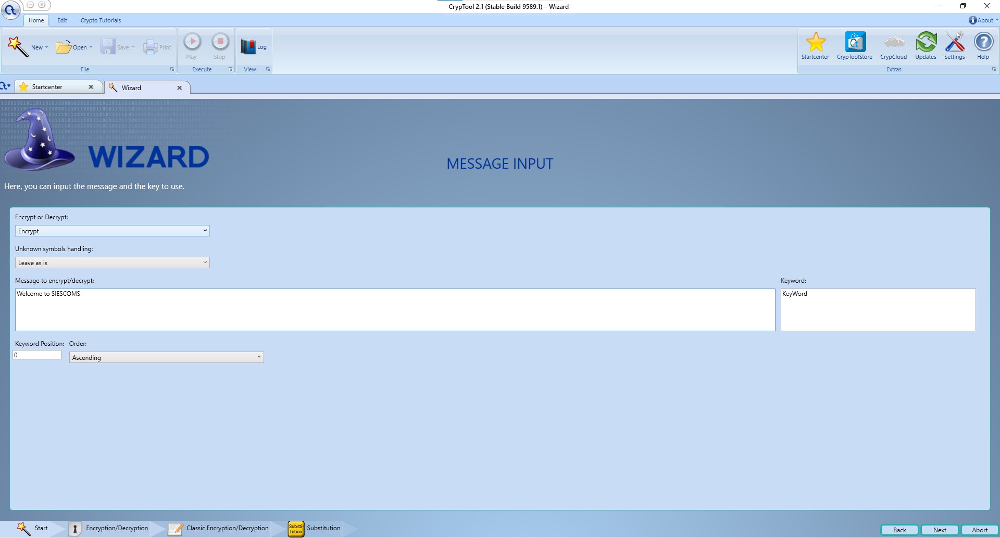 CrypTool 2.1 (Stable Build 9589.1) – Wizard
Home Edit Crypto Tutorials About
New Open Save Print Play Stop Log Startcenter CrypToolStore CrypCloud Updates Settings Help
File Execute View Extras
Startcenter Wizard
WIZARD
MESSAGE INPUT
Here, you can input the message and the key to use.
Encrypt or Decrypt:
Encrypt
Unknown symbols handling:
Leave as is
Message to encrypt/decrypt: Keyword:
Welcome to SIESCOMS KeyWord
Keyword Position: Order:
0 Ascending
Start Encryption/Decryption Classic Encryption/Decryption Substi-tution Substitution
Back Next Abort